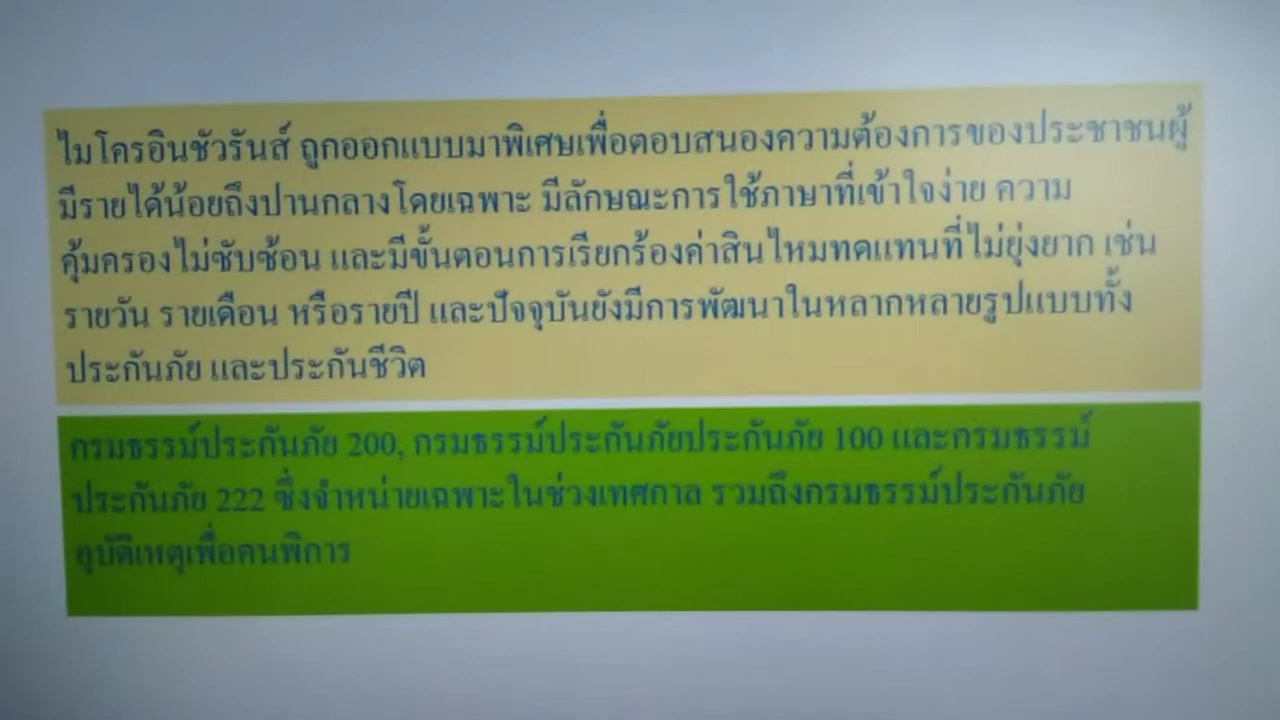 ไมโครอินชัวรันส์ ถูกออกแบบมาพิเศษเพื่อตอบสนองความต้องการของประชาชนผู้
มีรายได้น้อยถึงปานกลางโดยเฉพาะ มีลักษณะการใช้ภาษาที่เข้าใจง่าย ความ
คุ้มครองไม่ซับซ้อน และมีขั้นตอนการเรียกร้องค่าสินไหมทดแทนที่ไม่ยุ่งยาก เช่น
รายวัน รายเดือน หรือรายปี และปัจจุบันยังมีการพัฒนาในหลากหลายรูปแบบทั้ง
ประกันภัย และประกันชีวิต
กรมธรรม์ประกันภัย 200, กรมธรรม์ประกันภัยประกันภัย 100 และกรมธรรม์
ประกันภัย 222 ซึ่งจำหน่ายเฉพาะในช่วงเทศกาล รวมถึงกรมธรรม์ประกันภัย
อุบัติเหตุเพื่อคนพิการ